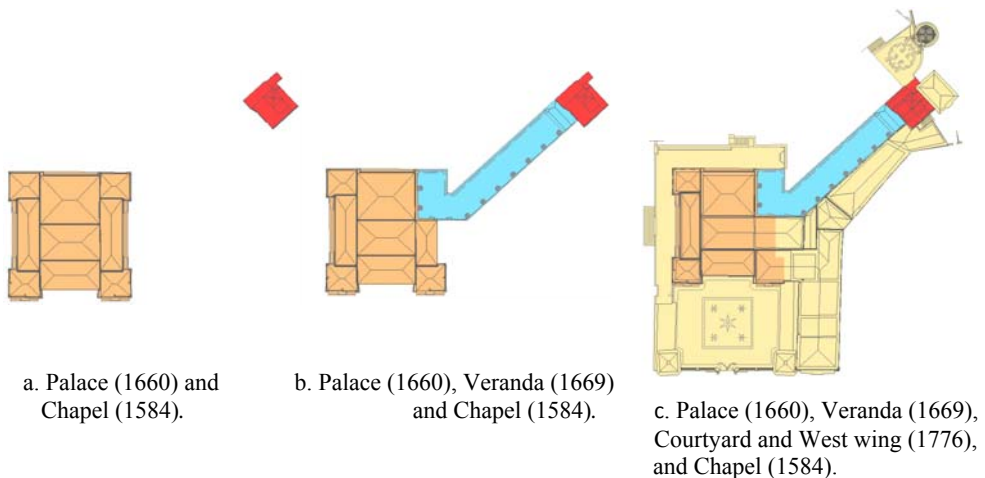 a. Palace (1660) and
Chapel (1584).
b. Palace (1660), Veranda (1669)
and Chapel (1584).
c. Palace (1660), Veranda (1669),
Courtyard and West wing (1776),
and Chapel (1584).